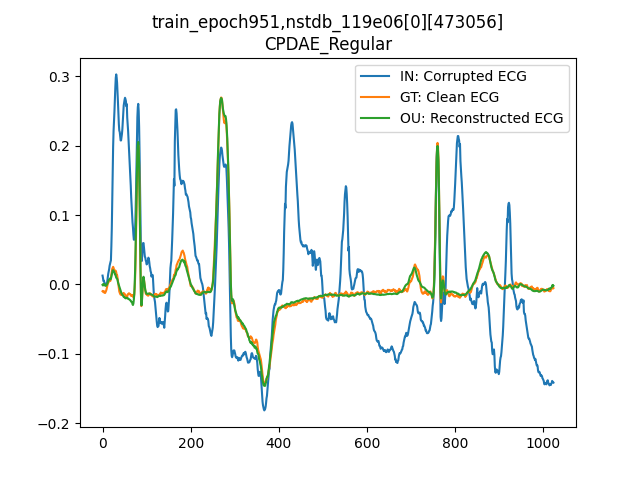 train_epoch951,nstdb_119e06[0][473056]
CPDAE_Regular
IN: Corrupted ECG
GT: Clean ECG
OU: Reconstructed ECG
0.3
0.2
0.1
0.0
−0.1
−0.2
0 200 400 600 800 1000